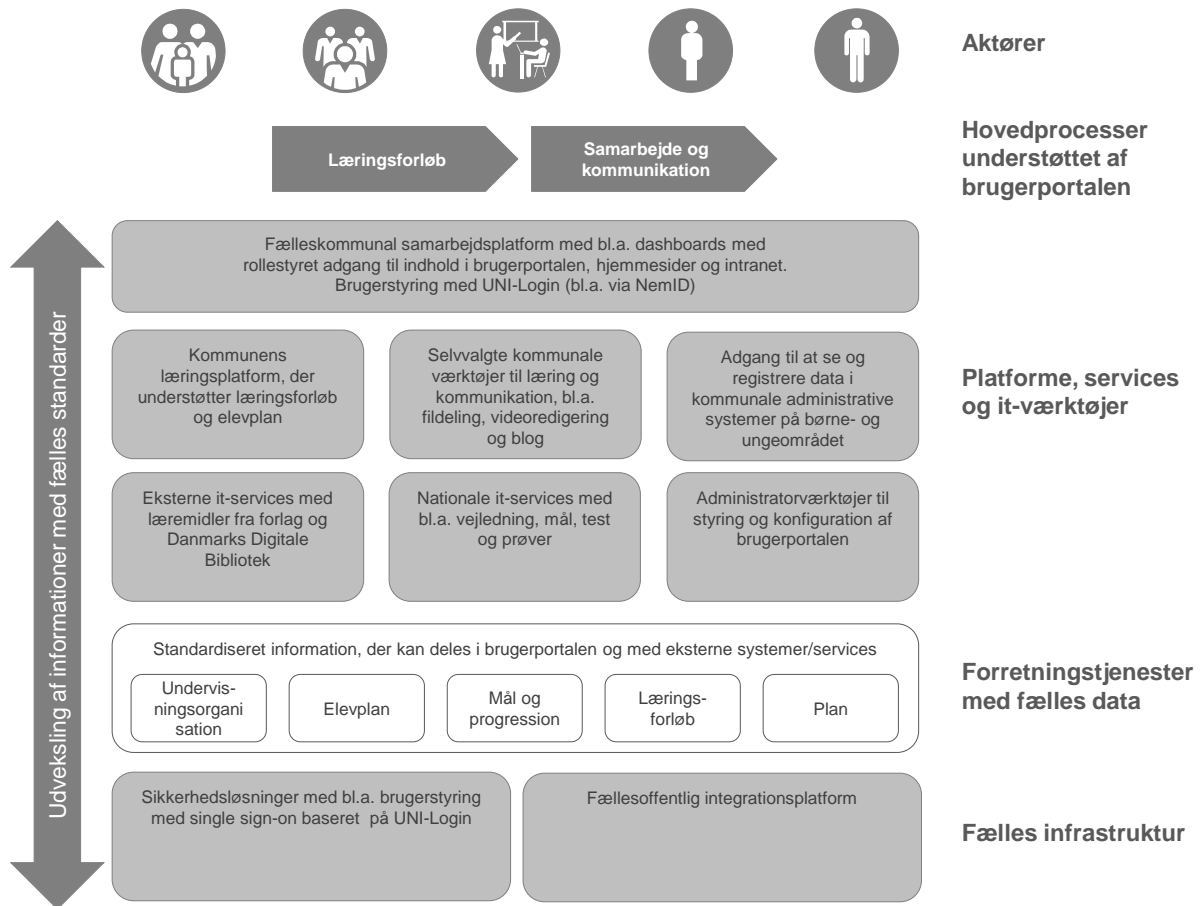 Aktører
Læringsforløb
Samarbejde og
kommunikation
Hovedprocesser
understøttet af
brugerportalen
Udveksling af informationer med fælles standarder
Fælleskommunal samarbejdsplatform med bl.a. dashboards med
rollestyret adgang til indhold i brugerportalen, hjemmesider og intranet.
Brugerstyring med UNI-Login (bl.a. via NemID)
Kommunens
læringsplatform, der
understøtter læringsforløb
og elevplan
Selvvalgte kommunale
værktøjer til læring og
kommunikation, bl.a.
fildeling, videoredigering
og blog
Adgang til at se og
registrere data i
kommunale administrative
systemer på børne- og
ungeområdet
Platforme, services
og it-værktøjer
Eksterne it-services med
læremidler fra forlag og
Danmarks Digitale
Bibliotek
Nationale it-services med
bl.a. vejledning, mål, test
og prøver
Administratorværktøjer til
styring og konfiguration af
brugerportalen
Standardiseret information, der kan deles i brugerportalen og med eksterne systemer/services
Undervis-
ningsorgani
sation
Elevplan
Mål og
progression
Lærings-
forløb
Plan
Forretningstjenester
med fælles data
Sikkerhedsløsninger med bl.a. brugerstyring
med single sign-on baseret  på UNI-Login
Fællesoffentlig integrationsplatform
Fælles infrastruktur